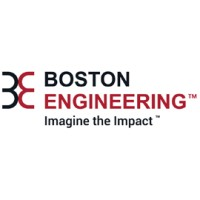 BOSTON
ENGINEERING™
Imagine the Impact™